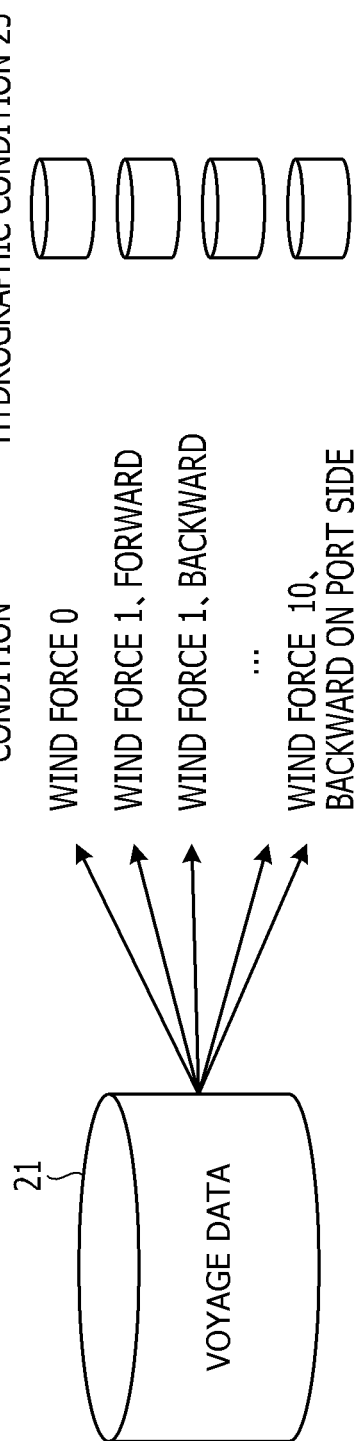 CONDITION
HYDROGRAPHIC CONDITION 23
21
VOYAGE DATA
WIND FORCE 0
WIND FORCE 1、FORWARD
WIND FORCE 1、BACKWARD
...
WIND FORCE 10、
BACKWARD ON PORT SIDE